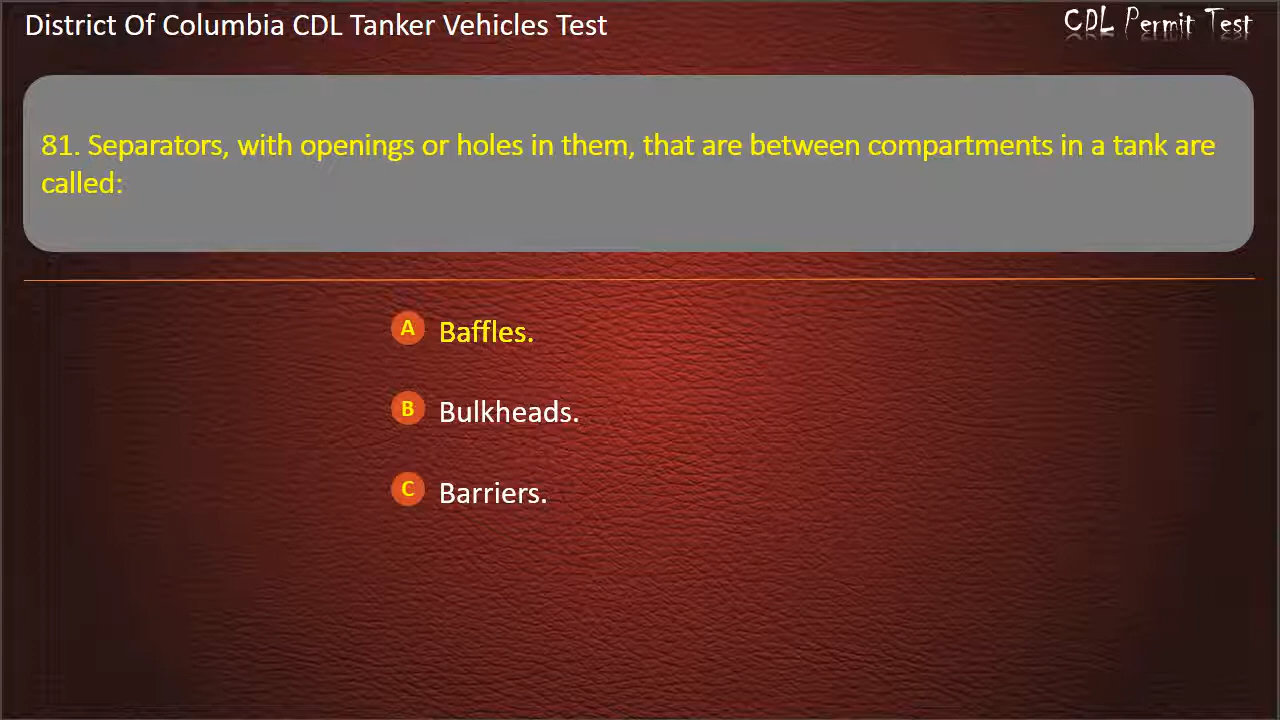 District Of Columbia CDL Tanker Vehicles Test
CDL Permit Test
81. Separators, with openings or holes in them, that are between compartments in a tank are
called:
A Baffles.
B Bulkheads.
C Barriers.